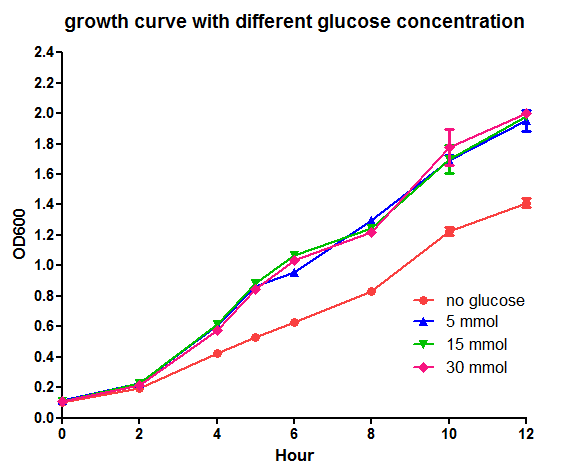 growth curve with different glucose concentration
2.4
2.2
2.0
1.8
1.6
1.4
1.2
1.0
0.8
0.6
0.4
0.2
0.0
OD600
no glucose
5 mmol
15 mmol
30 mmol
0 2 4 6 8 10 12
Hour